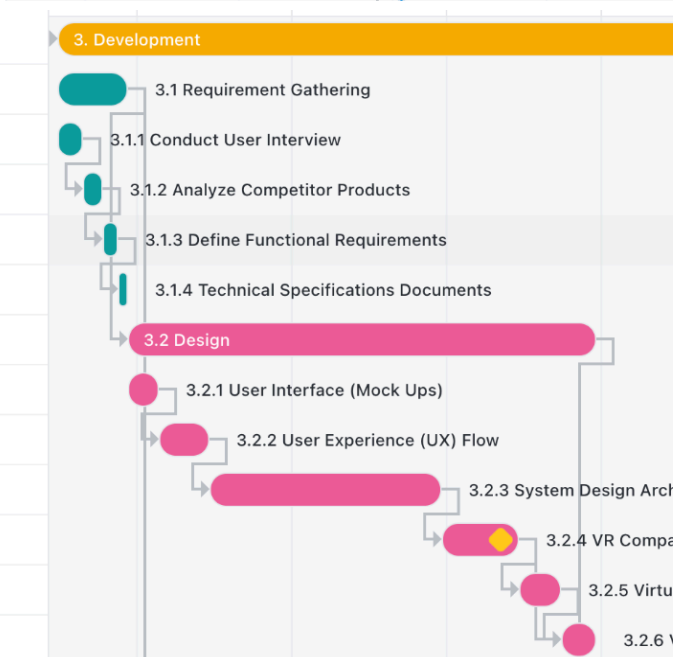 3. Development
3.1 Requirement Gathering
3.1.1 Conduct User Interview
3.1.2 Analyze Competitor Products
3.1.3 Define Functional Requirements
3.1.4 Technical Specifications Documents
3.2 Design
3.2.1 User Interface (Mock Ups)
3.2.2 User Experience (UX) Flow
3.2.3 System Design
3.2.4 VR
3.2.5
3.2.6